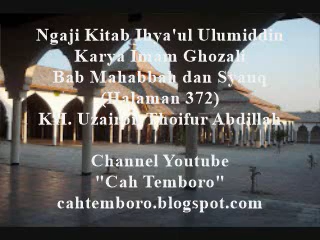 Ngaji Kitab Ihya'ul Ulumiddin
Karya Imam Ghozali
Bab Mahabbah dan Syauq
(Halaman 372)
K.H. Uzairon Thoifur Abdillah
Channel Youtube
"Cah Temboro"
cahtemboro.blogspot.com